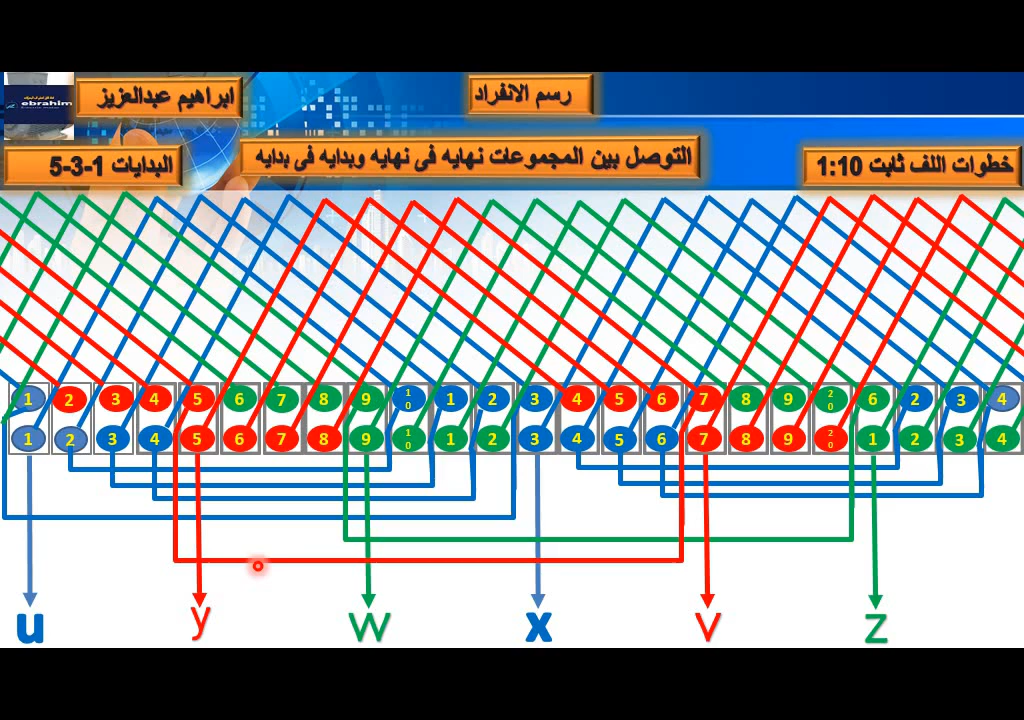 ابراهيم عبدالعزيز
رسم الانفراد
ebrahim
البدايات 1-3-5
التوصل بين المجموعات نهايه فى نهايه وبدايه فى بدايه
خطوات اللف ثابت 1:10
1 2 3 4 5 6 7 8 9 10 1 2 3 4 5 6 7 8 9 20 6 2 3 4
1 2 3 4 5 6 7 8 9 10 1 2 3 4 5 6 7 8 9 20 1 2 3 4
u y w x v z